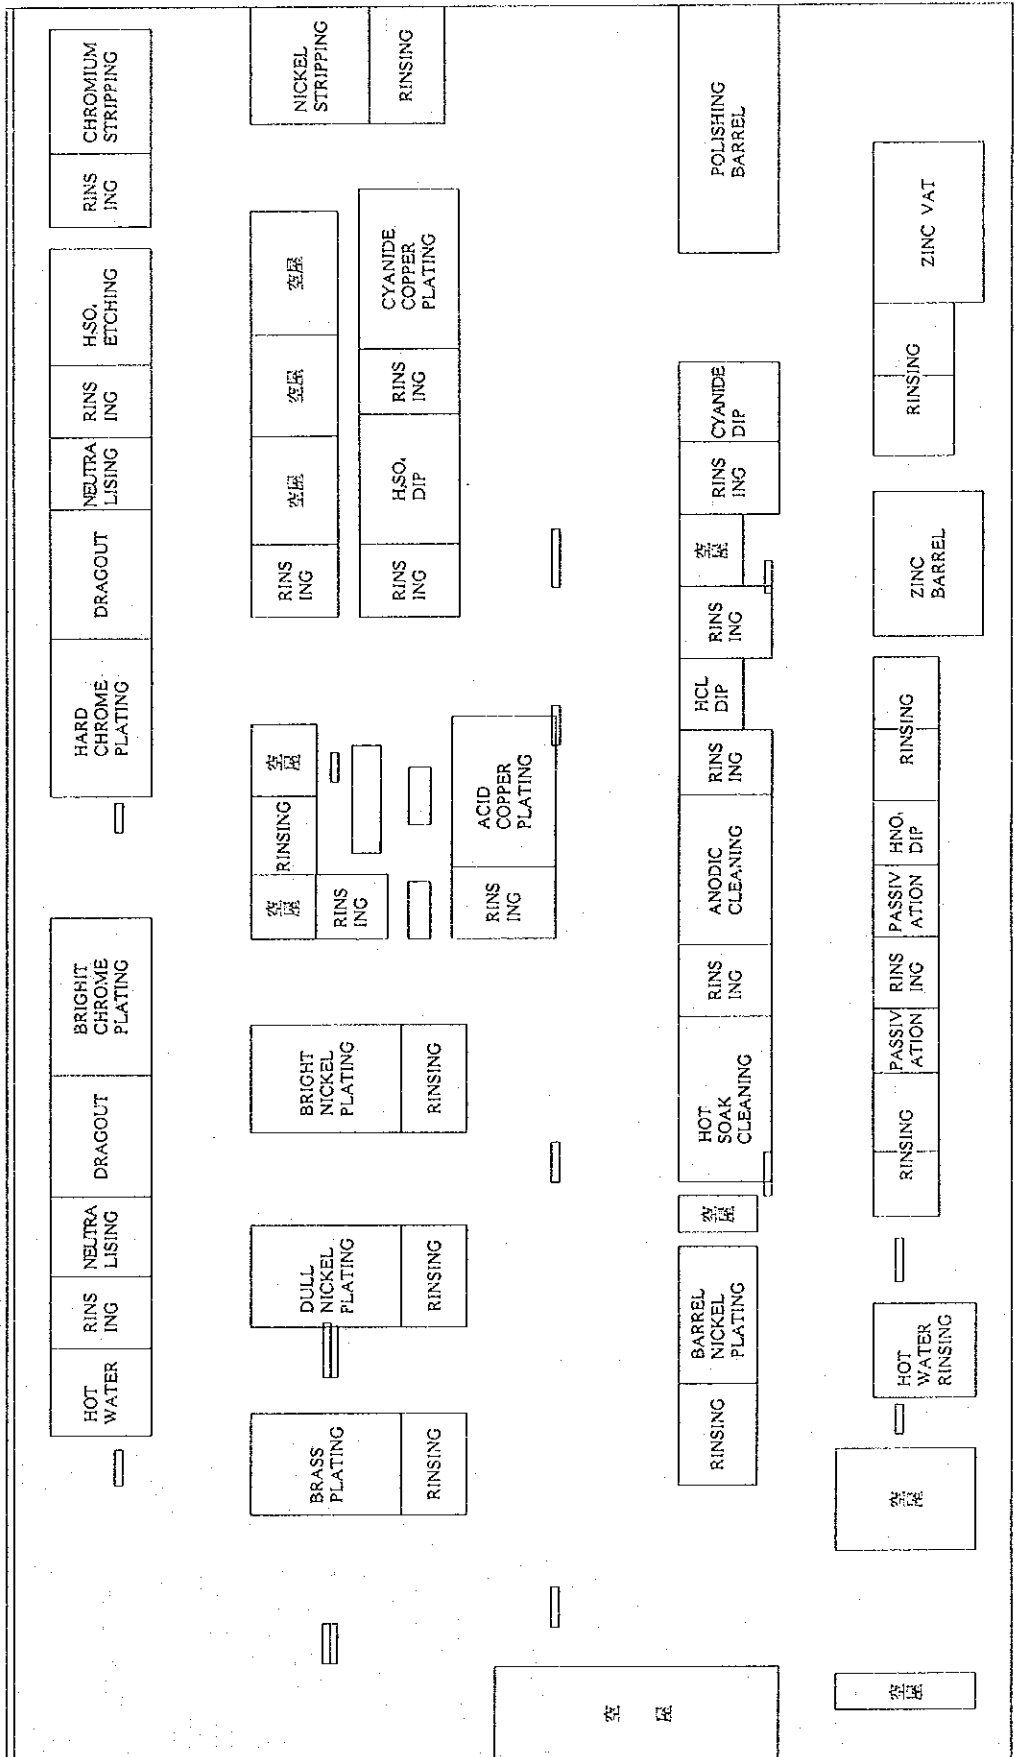 HOT
WATER
RINS
ING
NEUTRA
LISING
DRAGOUT
BRIGHIT
CHROME
PLATING
HARD
CHROME
PLATING
DRAGOUT
NEUTRA
LISING
RINS
ING
H₂SO₄
ETCHING
RINS
ING
CHROMIUM
STRIPPING
BRASS
PLATING
RINSING
DULL
NICKEL
PLATING
RINSING
BRIGHT
NICKEL
PLATING
RINSING
空屋
RINS
ING
RINSING
空屋
RINS
ING
ACID
COPPER
PLATING
RINS
ING
空屋
空屋
空屋
RINS
ING
H₂SO₄
DIP
RINS
ING
CYANIDE
COPPER
PLATING
NICKEL
STRIPPING
RINSING
空 屋
RINSING
BARREL
NICKEL
PLATING
空屋
HOT
SOAK
CLEANING
RINS
ING
ANODIC
CLEANING
RINS
ING
HCL
DIP
RINS
ING
空屋
RINS
ING
CYANIDE
DIP
POLISHING
BARREL
空屋
空屋
HOT
WATER
RINSING
RINSING
PASSIV
ATION
RINS
ING
PASSIV
ATION
HNO₃
DIP
RINSING
ZINC
BARREL
RINSING
ZINC VAT